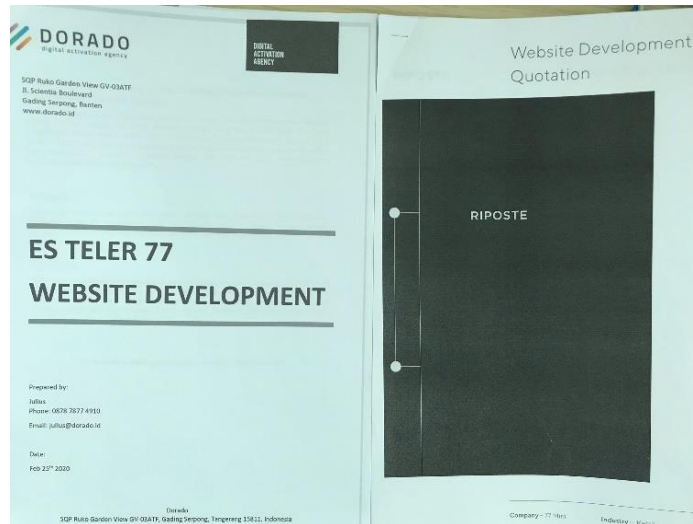 DORADO
digital activation agency
DIGITAL
ACTIVATION
AGENCY
SQP Ruko Garden View GV-03ATF
Jl. Scientia Boulevard
Gading Serpong, Banten
www.dorado.id
ES TELER 77
WEBSITE DEVELOPMENT
Prepared by:
Julius
Phone: 0878 7877 4910
Email: julius@dorado.id
Date:
Feb 25th 2020
Dorado
SQP Ruko Garden View GV-03ATF, Gading Serpong, Tangerang 15811, Indonesia
Website Development
Quotation
RIPOSTE
Company - 77
Industry -